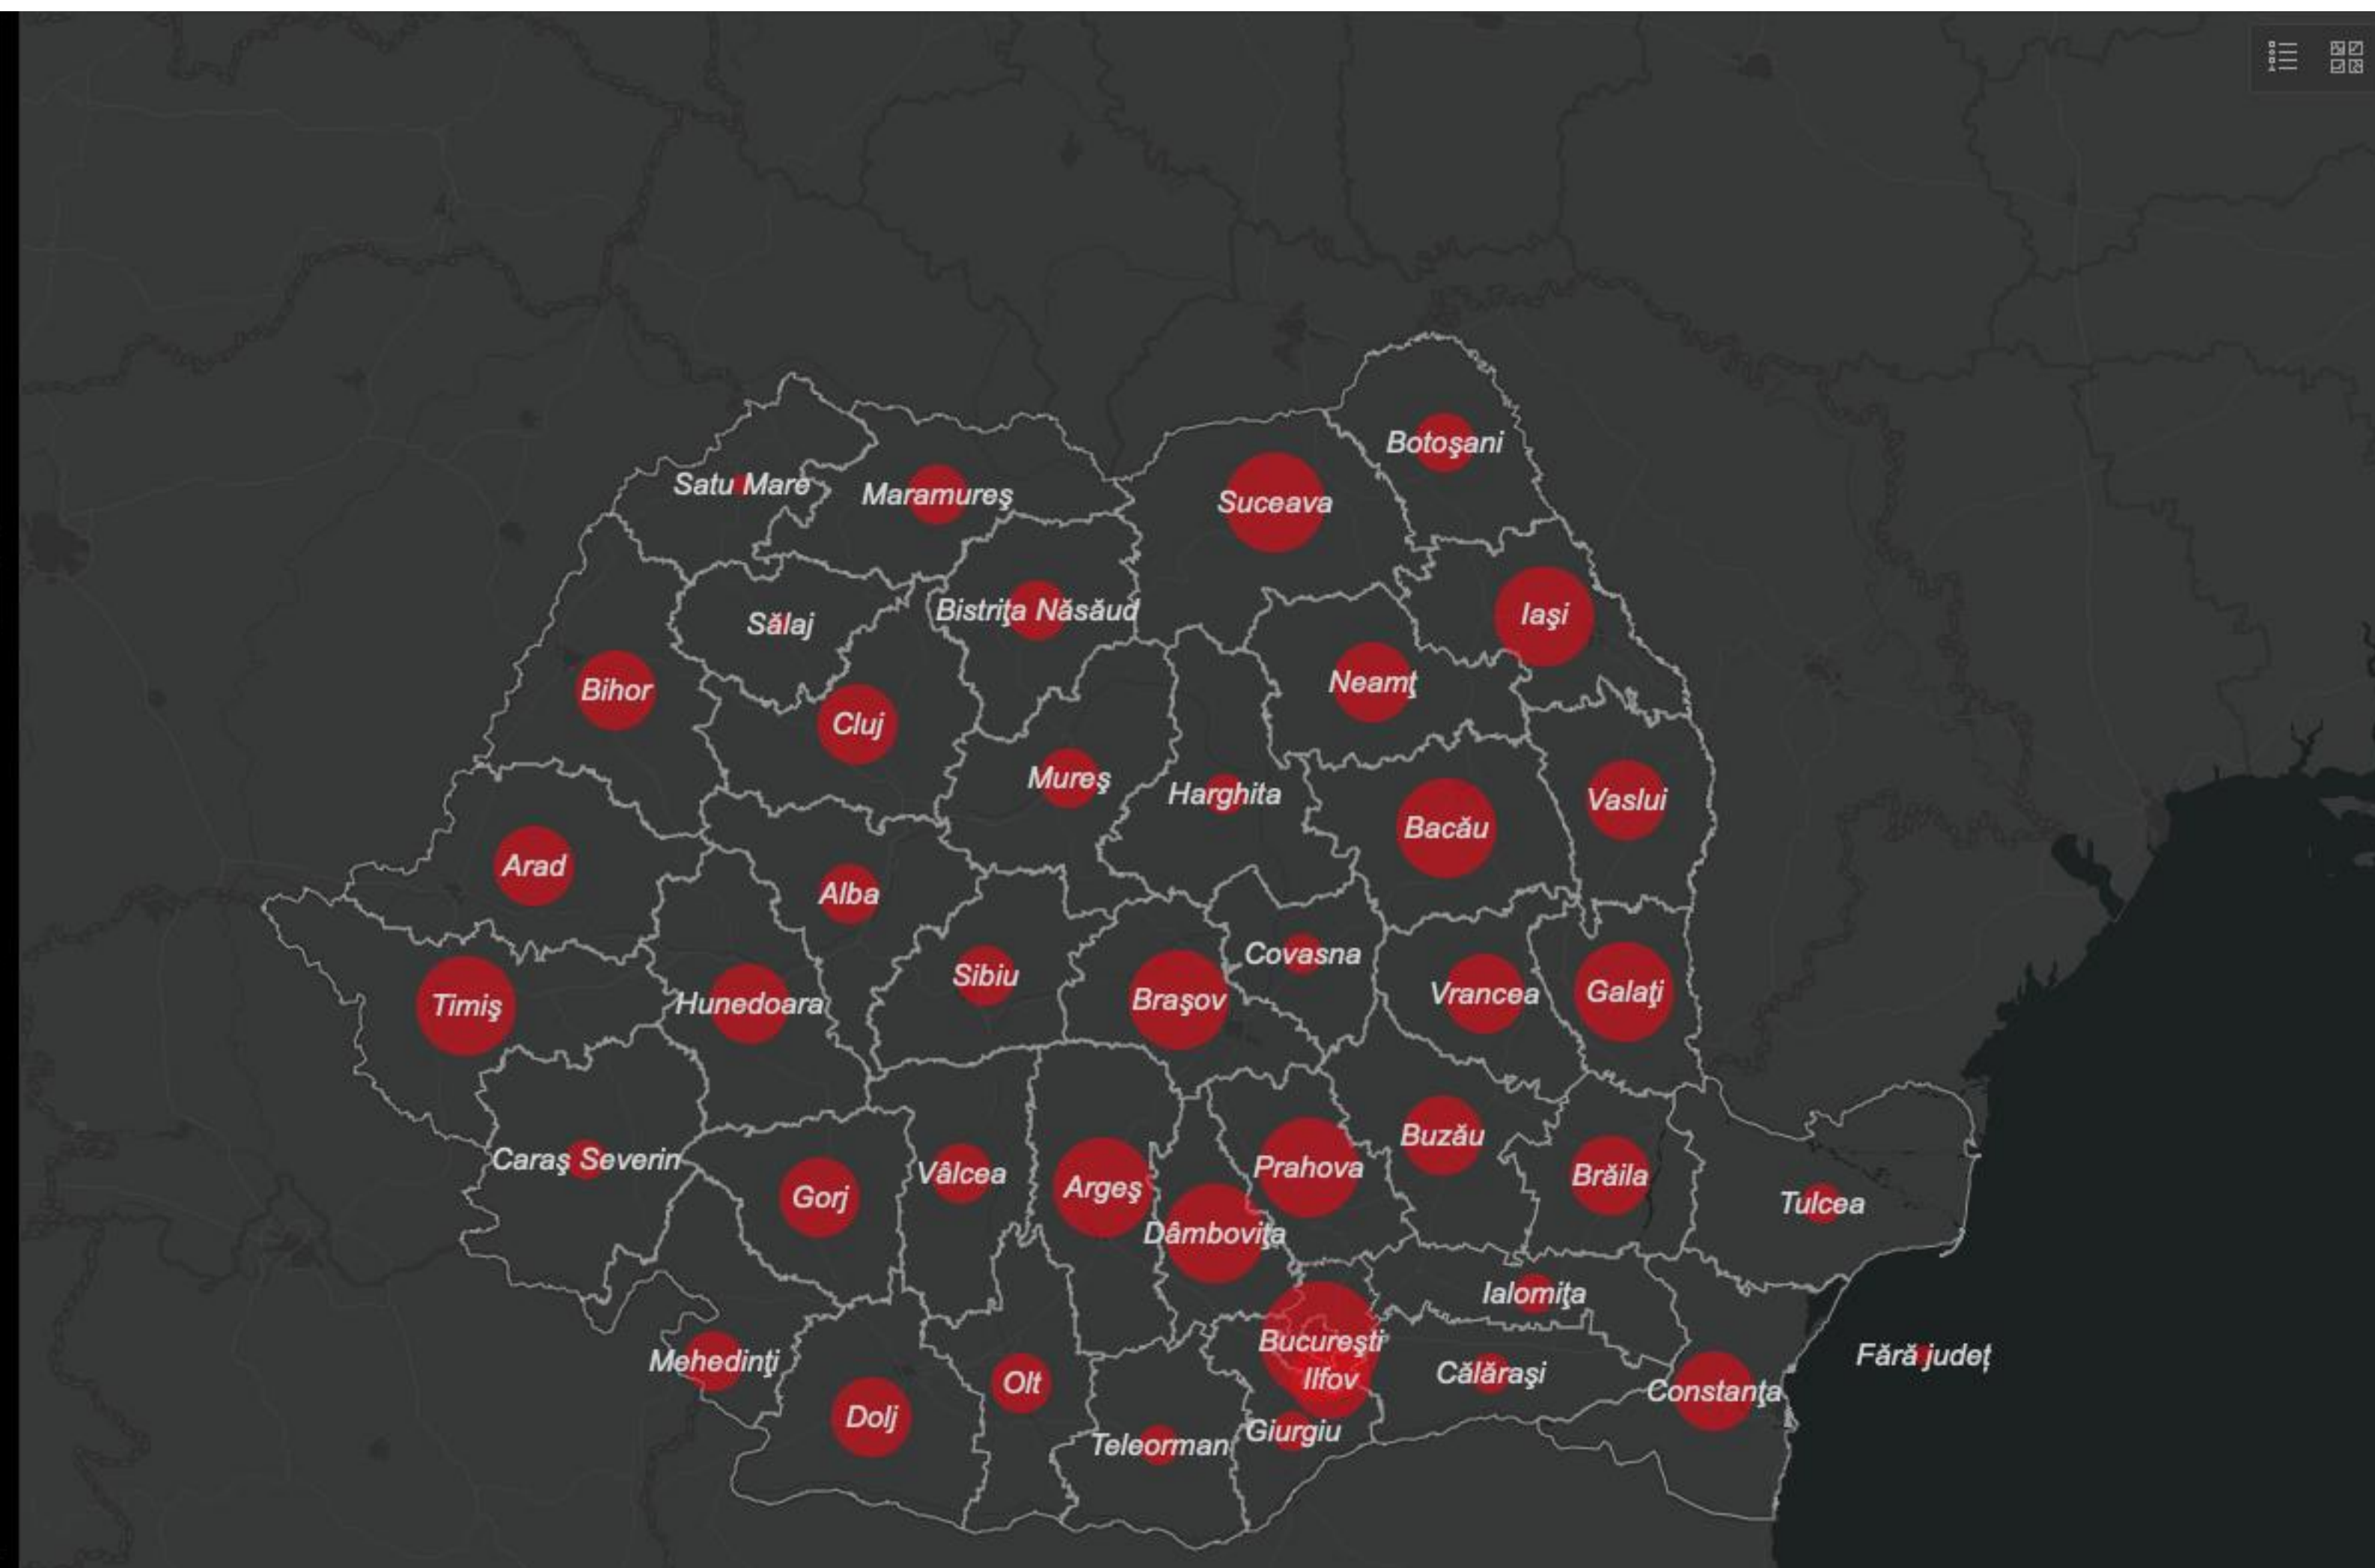 Botoşani
Satu Mare
Maramureş
Suceava
Bistriţa Năsăud
Iaşi
Sălaj
Neamţ
Bihor
Cluj
Mureş
Harghita
Vaslui
Bacău
Arad
Alba
Covasna
Sibiu
Vrancea
Galaţi
Braşov
Timiş
Hunedoara
Buzău
Caraş Severin
Prahova
Vâlcea
Brăila
Argeş
Gorj
Tulcea
Dâmboviţa
Ialomiţa
Bucureşti
Fără județ
Mehedinţi
Călăraşi
Ilfov
Olt
Constanţa
Dolj
Giurgiu
Teleorman